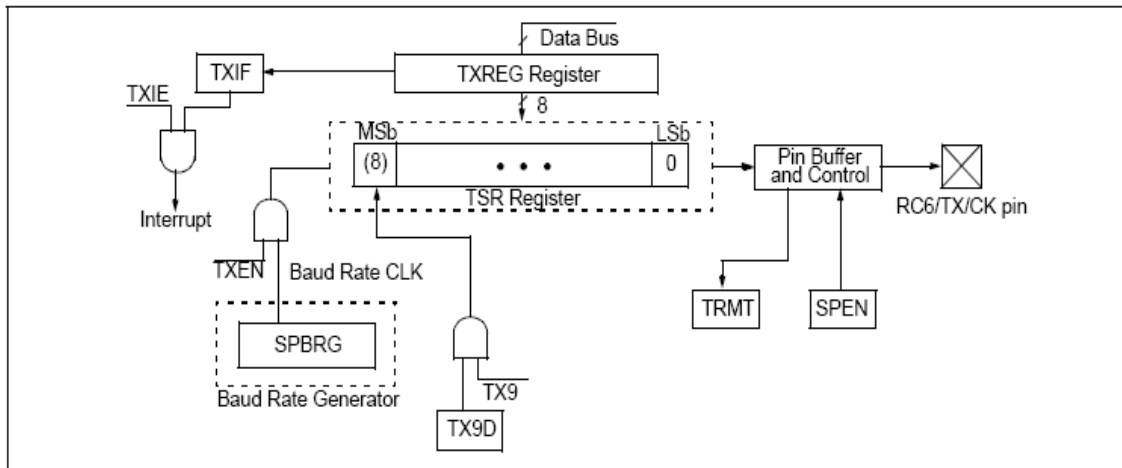 Data Bus
TXIF
TXREG Register
TXIE
8
MSb
LSb
(8)
• • •
0
Pin Buffer
and Control
TSR Register
Interrupt
RC6/TX/CK pin
TXEN
Baud Rate CLK
TRMT
SPEN
SPBRG
TX9
Baud Rate Generator
TX9D